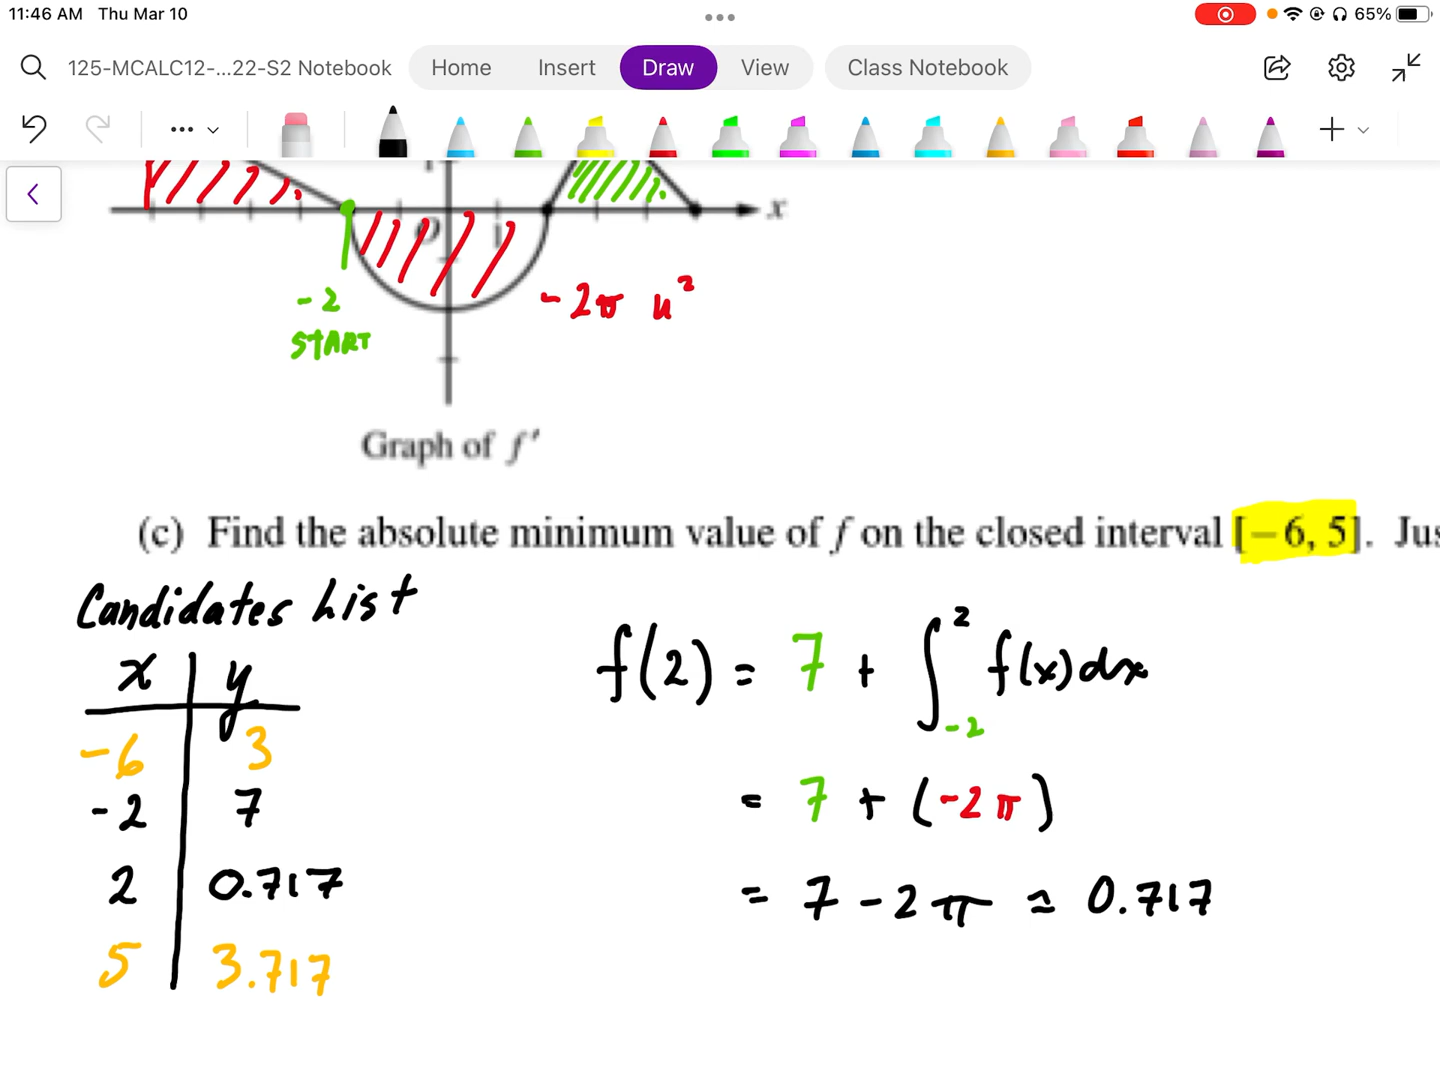 11:46 AM Thu Mar 10
65%
125-MCALC12-...22-S2 Notebook Home Insert Draw View Class Notebook
x
O 1
-2
START
-2π u²
Graph of f′
(c) Find the absolute minimum value of f on the closed interval [−6, 5]. Jus
Candidates List
x y
-6 3
-2 7
2 0.717
5 3.717
f(2) = 7 + ∫₋₂² f(x)dx
= 7 + (-2π)
= 7 - 2π ≈ 0.717